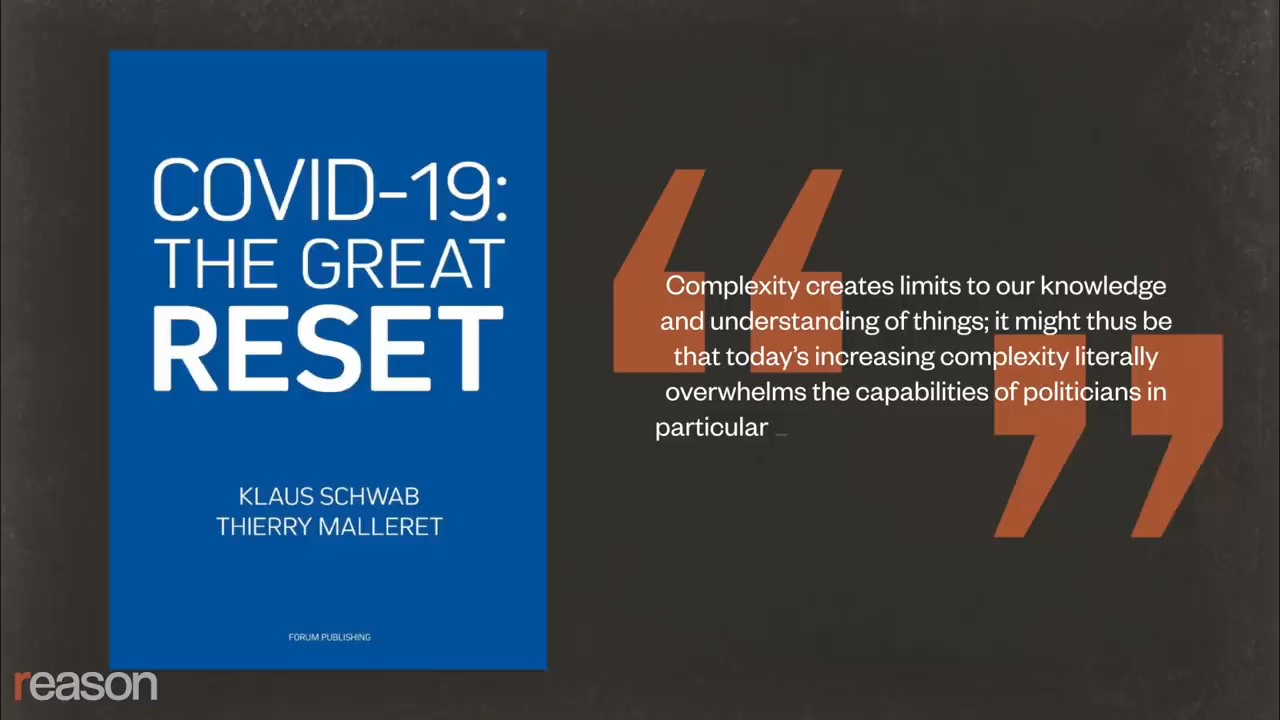 COVID-19:
THE GREAT
RESET
KLAUS SCHWAB
THIERRY MALLERET
FORUM PUBLISHING
Complexity creates limits to our knowledge
and understanding of things; it might thus be
that today’s increasing complexity literally
overwhelms the capabilities of politicians in
particular _
reason